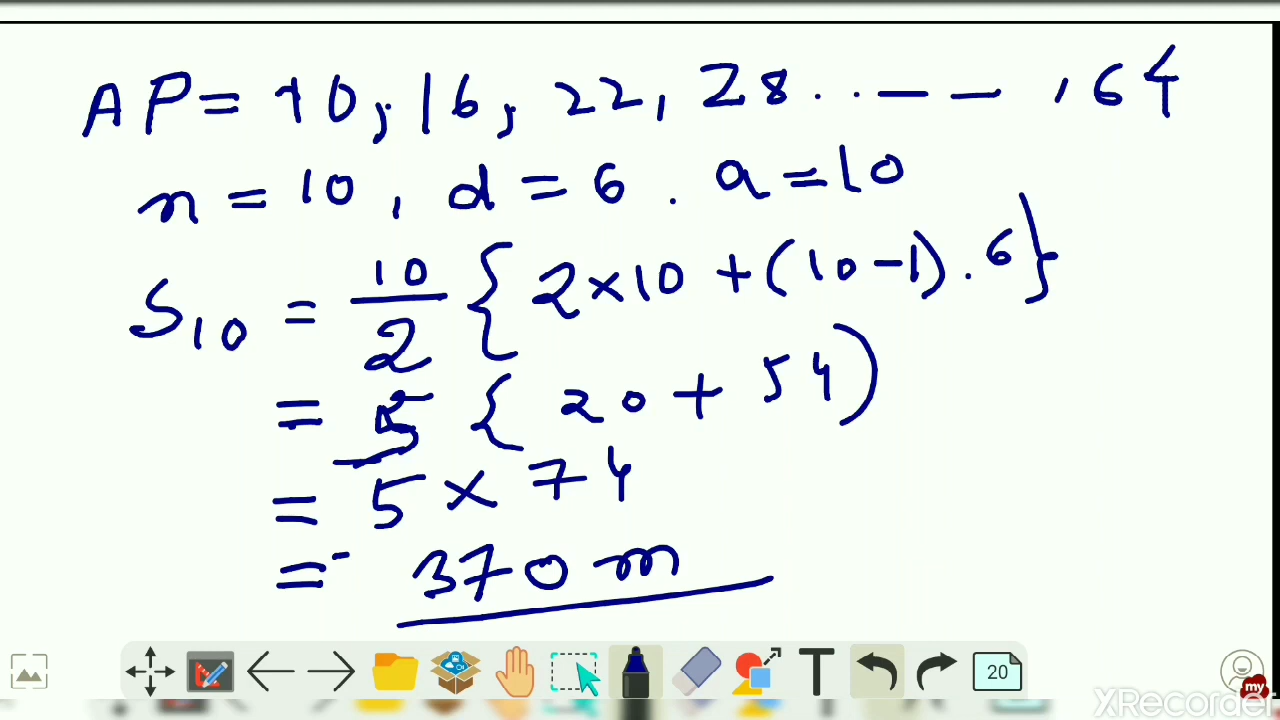 AP = 10, 16, 22, 28 . . . — — , 64
n = 10 , d = 6 . a = 10
S₁₀ = 10/2 { 2 × 10 + (10 − 1) . 6 }
= 5 { 20 + 54 )
= 5 × 74
= 370 m
T 20
my
XRecorder